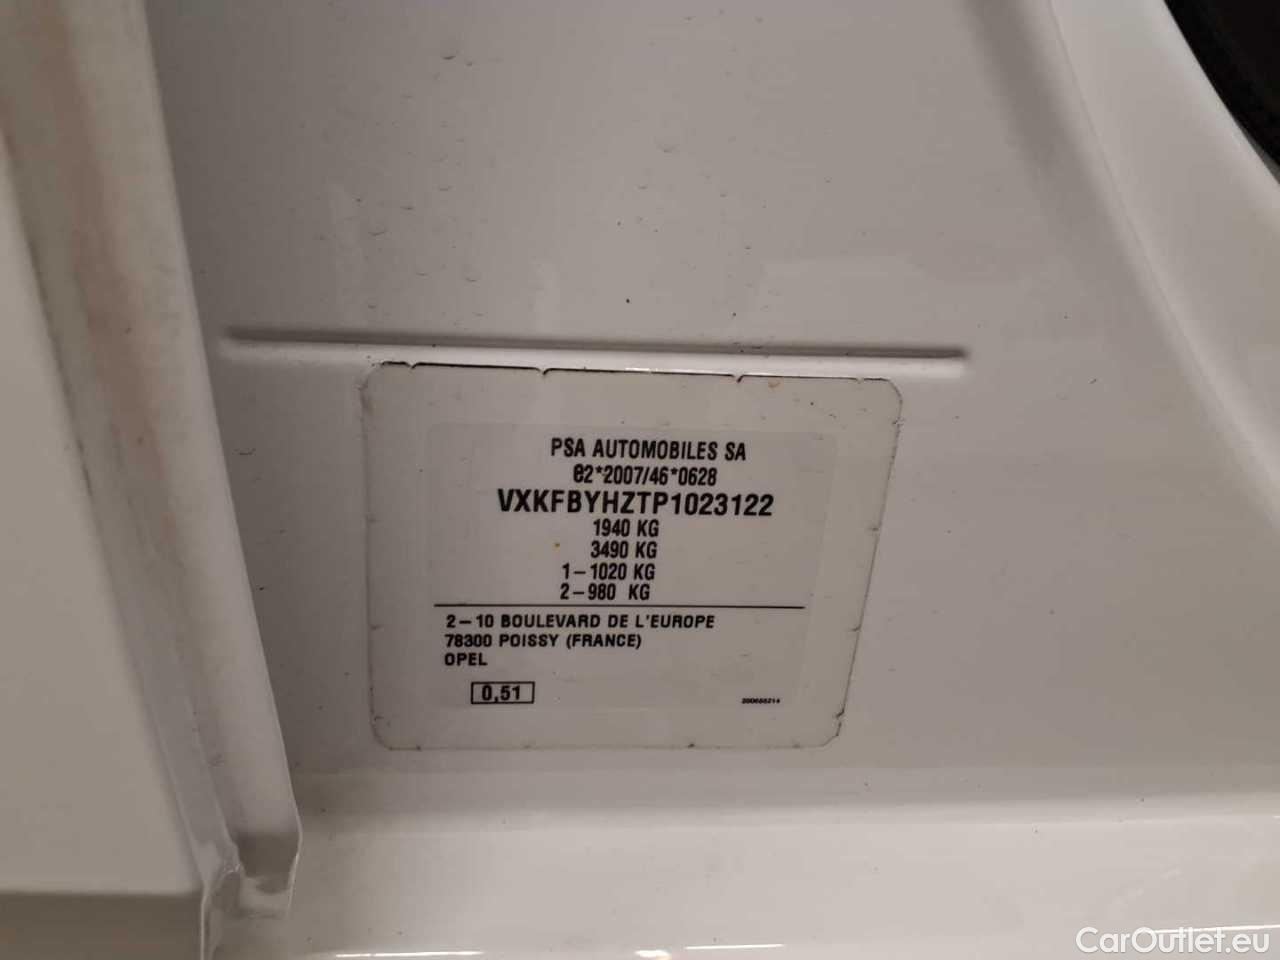 PSA AUTOMOBILES SA
e2*2007/46*0628
VXKFBYHZTP1023122
1940 KG
3490 KG
1-1020 KG
2-980 KG
2-10 BOULEVARD DE L'EUROPE
78300 POISSY (FRANCE)
OPEL
0,51
CarOutlet.eu